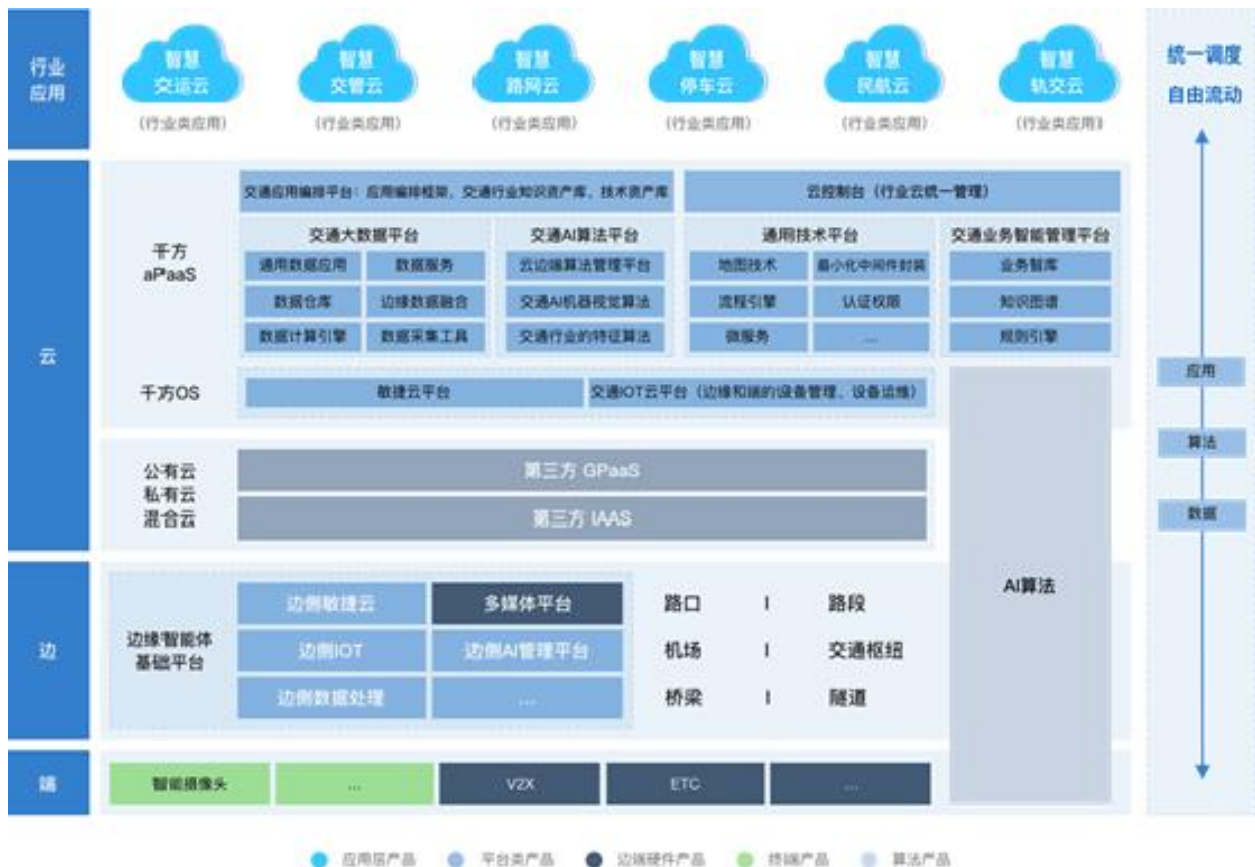 行业
应用
智慧
交运云
(行业类应用)
智慧
交管云
(行业类应用)
智慧
路网云
(行业类应用)
智慧
停车云
(行业类应用)
智慧
民航云
(行业类应用)
智慧
轨交云
(行业类应用)
统一调度
自由流动
云
千方
aPaaS
交通应用编排平台：应用编排框架、交通行业知识资产库、技术资产库
云控制台（行业云统一管理）
交通大数据平台
通用数据应用
数据服务
数据仓库
边缘数据融合
数据计算引擎
数据采集工具
交通AI算法平台
云边端算法管理平台
交通AI机器视觉算法
交通行业的特征算法
通用技术平台
地图技术
最小化中间件封装
流程引擎
认证权限
微服务
...
交通业务智能管理平台
业务智库
知识图谱
规则引擎
千方OS
敏捷云平台
交通IOT云平台（边缘和端的设备管理、设备运维）
公有云
私有云
混合云
第三方 GPaaS
第三方 IAAS
应用
算法
数据
边
边缘智能体
基础平台
边侧敏捷云
多媒体平台
边侧IOT
边侧AI管理平台
边侧数据处理
...
路口 | 路段
机场 | 交通枢纽
桥梁 | 隧道
AI算法
端
智能摄像头
...
V2X
ETC
...
应用层产品
平台类产品
边端硬件产品
终端产品
算法产品